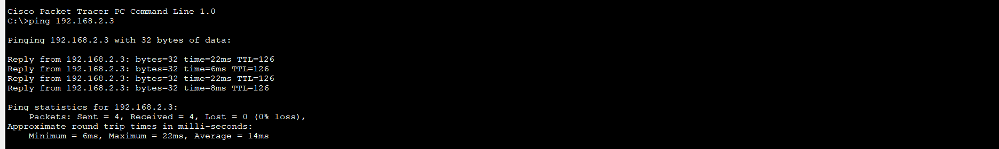 Cisco Packet Tracer PC Command Line 1.0
C:\>ping 192.168.2.3
Pinging 192.168.2.3 with 32 bytes of data:
Reply from 192.168.2.3: bytes=32 time=22ms TTL=126
Reply from 192.168.2.3: bytes=32 time=6ms TTL=126
Reply from 192.168.2.3: bytes=32 time=22ms TTL=126
Reply from 192.168.2.3: bytes=32 time=8ms TTL=126
Ping statistics for 192.168.2.3:
    Packets: Sent = 4, Received = 4, Lost = 0 (0% loss),
Approximate round trip times in milli-seconds:
    Minimum = 6ms, Maximum = 22ms, Average = 14ms